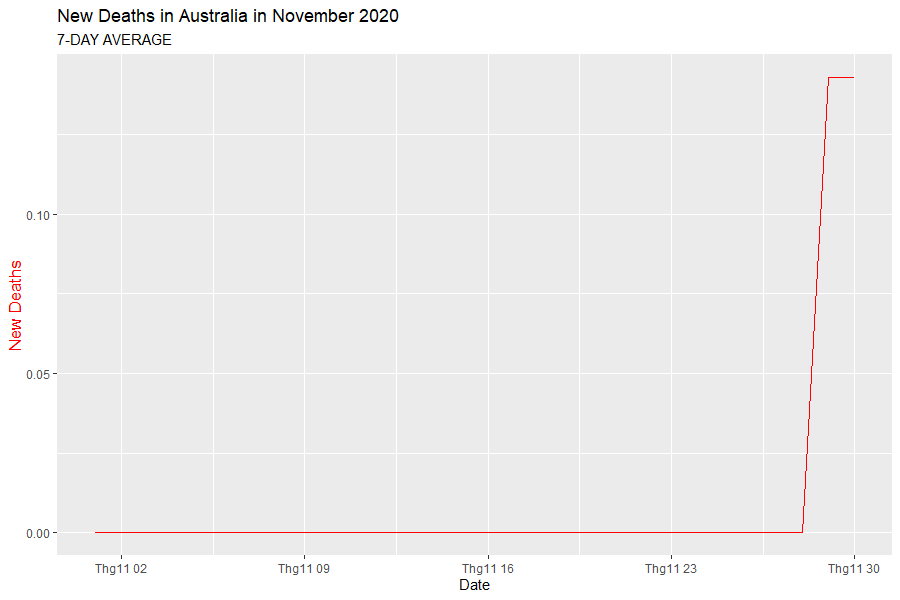 New Deaths in Australia in November 2020
7-DAY AVERAGE
New Deaths
0.10
0.05
0.00
Thg11 02 Thg11 09 Thg11 16 Thg11 23 Thg11 30
Date